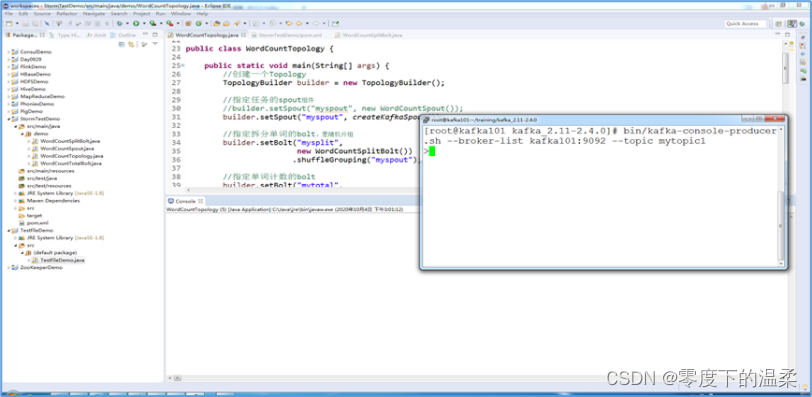 workspaces - StormTestDemo/src/main/java/demo/WordCountTopology.java - Eclipse IDE
File Edit Source Refactor Navigate Search Project Run Window Help
Quick Access
Package...
Type Hi...
JUnit
WordCountTopology.java
StormTestDemo/pom.xml
WordCountSplitBolt.java
ConsulDemo
Day0929
FlinkDemo
HBaseDemo
HDFSDemo
HiveDemo
MapReduceDemo
PhoenixDemo
PigDemo
StormTestDemo
src/main/java
demo
WordCountSplitBolt.java
WordCountSpout.java
WordCountTopology.java
WordCountTotalBolt.java
src/main/resources
src/test/java
src/test/resources
JRE System Library [JavaSE-1.8]
Maven Dependencies
src
target
pom.xml
TestFileDemo
JRE System Library [JavaSE-1.8]
src
(default package)
TestFileDemo.java
ZooKeeperDemo
22
23 public class WordCountTopology {
24
25 public static void main(String[] args) {
26 //创建一个Topology
27 TopologyBuilder builder = new TopologyBuilder();
28
29 //指定任务的spout组件
30 //builder.setSpout("myspout", new WordCountSpout());
31 builder.setSpout("myspout", createKafkaSpou
32
33 //指定拆分单词的bolt，是随机分组
34 builder.setBolt("mysplit",
35 new WordCountSplitBolt())
36 .shuffleGrouping("myspout");
37
38 //指定单词计数的bolt
39 builder.setBolt("mytotal",
Console
WordCountTopology (5) [Java Application] C:\Java\jre\bin\javaw.exe (2020年10月4日 下午3:01:12)
root@kafka101:~/training/kafka_2.11-2.4.0
[root@kafka101 kafka_2.11-2.4.0]# bin/kafka-console-producer
.sh --broker-list kafka101:9092 --topic mytopic1
>
CSDN @零度下的温柔